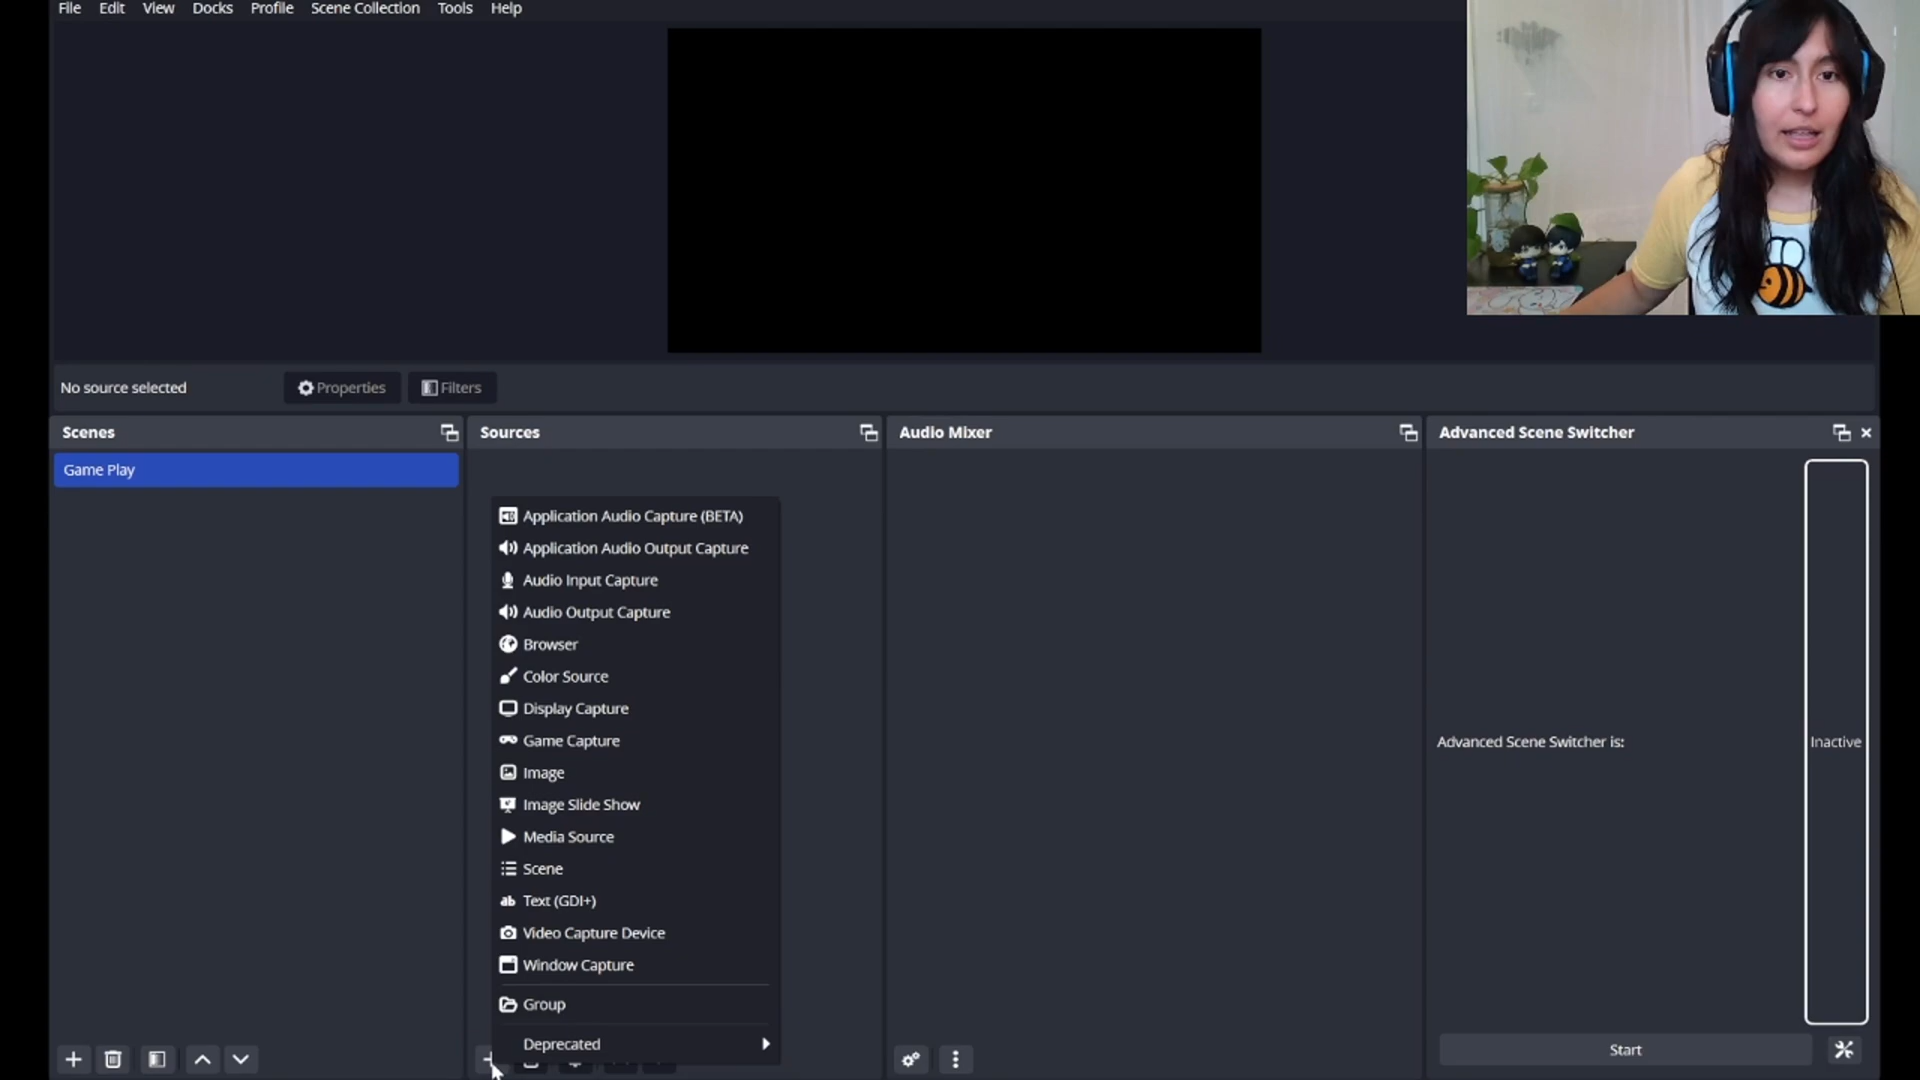 File Edit View Docks Profile Scene Collection Tools Help
No source selected Properties Filters
Scenes
Game Play
Sources
Application Audio Capture (BETA)
Application Audio Output Capture
Audio Input Capture
Audio Output Capture
Browser
Color Source
Display Capture
Game Capture
Image
Image Slide Show
Media Source
Scene
ab Text (GDI+)
Video Capture Device
Window Capture
Group
Deprecated
Audio Mixer
Advanced Scene Switcher
Advanced Scene Switcher is: Inactive
Start